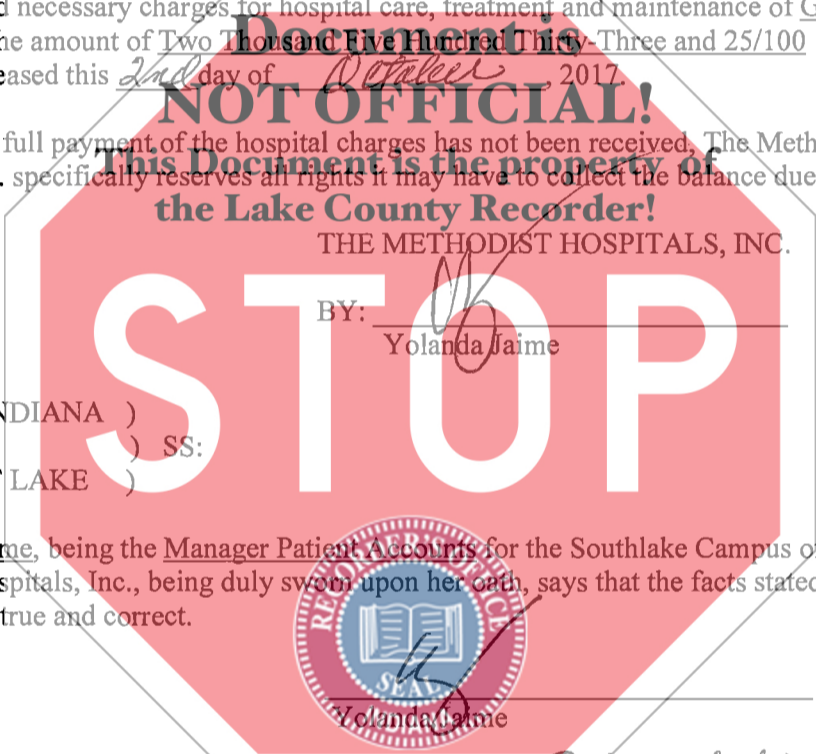 d necessary charges for hospital care, treatment and maintenance of G
he amount of Two Thousand Five Hundred Thirty-Three and 25/100
Document is
eased this 2nd day of October, 2017.
NOT OFFICIAL!
full payment of the hospital charges has not been received, The Meth
This Document is the property of
. specifically reserves all rights it may have to collect the balance due
the Lake County Recorder!
THE METHODIST HOSPITALS, INC.
STOP
BY:
Yolanda Jaime
NDIANA )
) SS:
LAKE )
me, being the Manager Patient Accounts for the Southlake Campus o
spitals, Inc., being duly sworn upon her oath, says that the facts stated
true and correct.
RECORDER'S OFFICE
SEAL
Yolanda Jaime